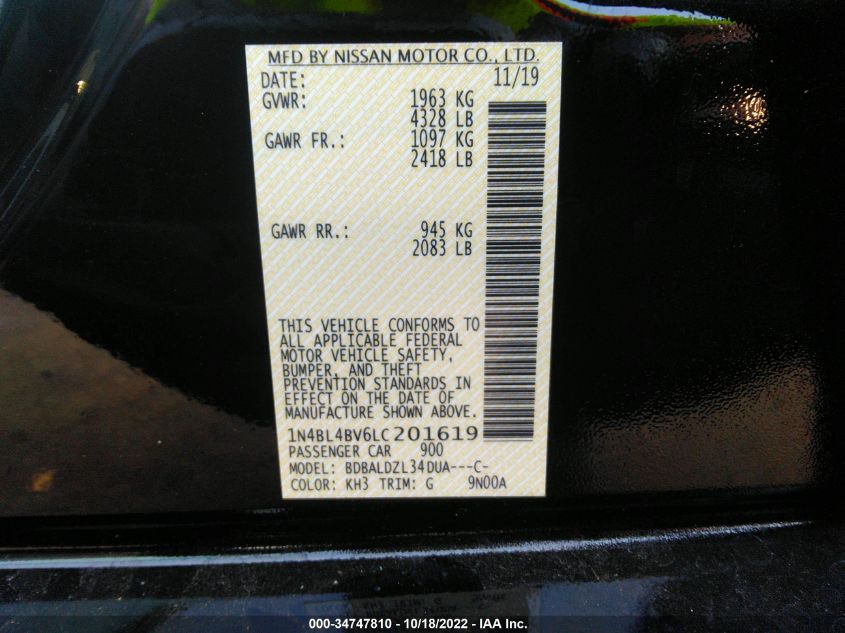 MFD BY NISSAN MOTOR CO., LTD.
DATE: 11/19
GVWR: 1963 KG
4328 LB
GAWR FR.: 1097 KG
2418 LB
GAWR RR.: 945 KG
2083 LB
THIS VEHICLE CONFORMS TO
ALL APPLICABLE FEDERAL
MOTOR VEHICLE SAFETY,
BUMPER, AND THEFT
PREVENTION STANDARDS IN
EFFECT ON THE DATE OF
MANUFACTURE SHOWN ABOVE.
1N4BL4BV6LC201619
PASSENGER CAR 900
MODEL: BDBALDZL34DUA---C-
COLOR: KH3 TRIM: G 9N00A
000-34747810 - 10/18/2022 - IAA Inc.